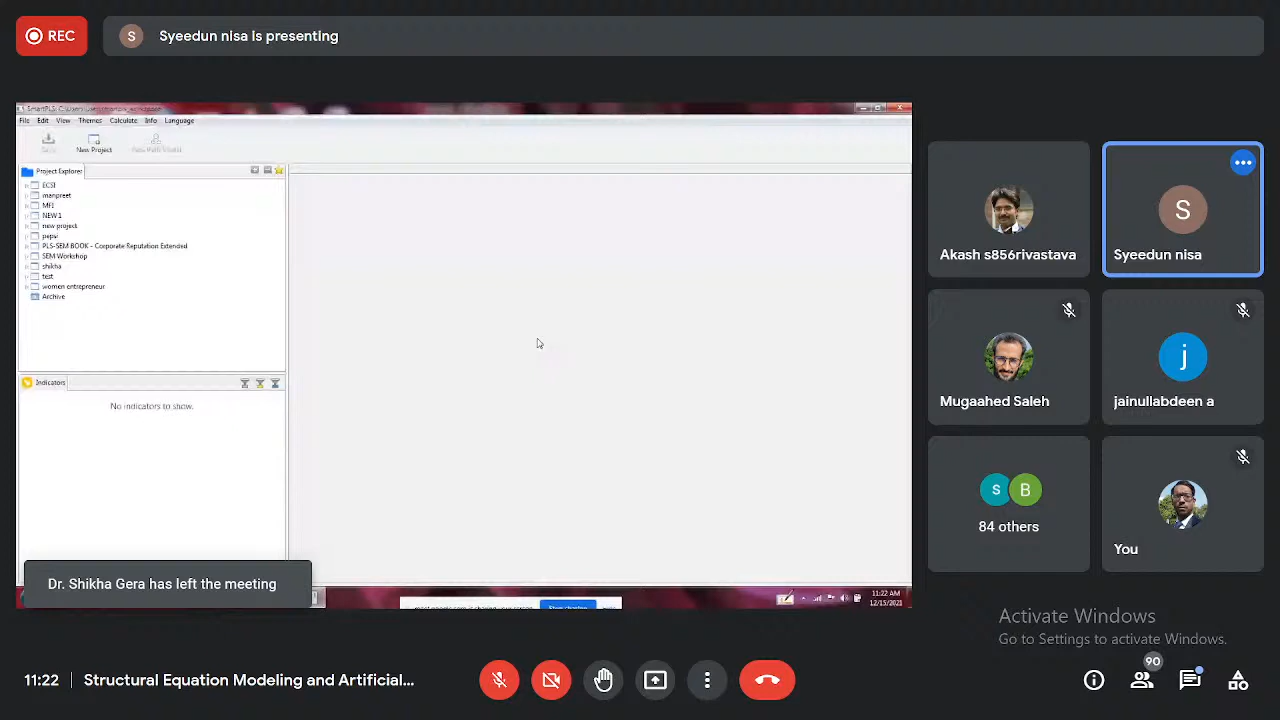 REC
S
Syeedun nisa is presenting
File Edit View Themes Calculate Info Language
New Project
Project Explorer
ECSI
manpreet
MFI
NEW 1
new project
pepsi
PLS-SEM BOOK - Corporate Reputation Extended
SEM Workshop
shikha
test
women entrepreneur
Archive
Indicators
No indicators to show.
Dr. Shikha Gera has left the meeting
11:22 AM
12/15/2021
Akash s856rivastava
S
Syeedun nisa
Mugaahed Saleh
j
jainullabdeen a
s B
84 others
You
Activate Windows
Go to Settings to activate Windows.
11:22 | Structural Equation Modeling and Artificial...
90